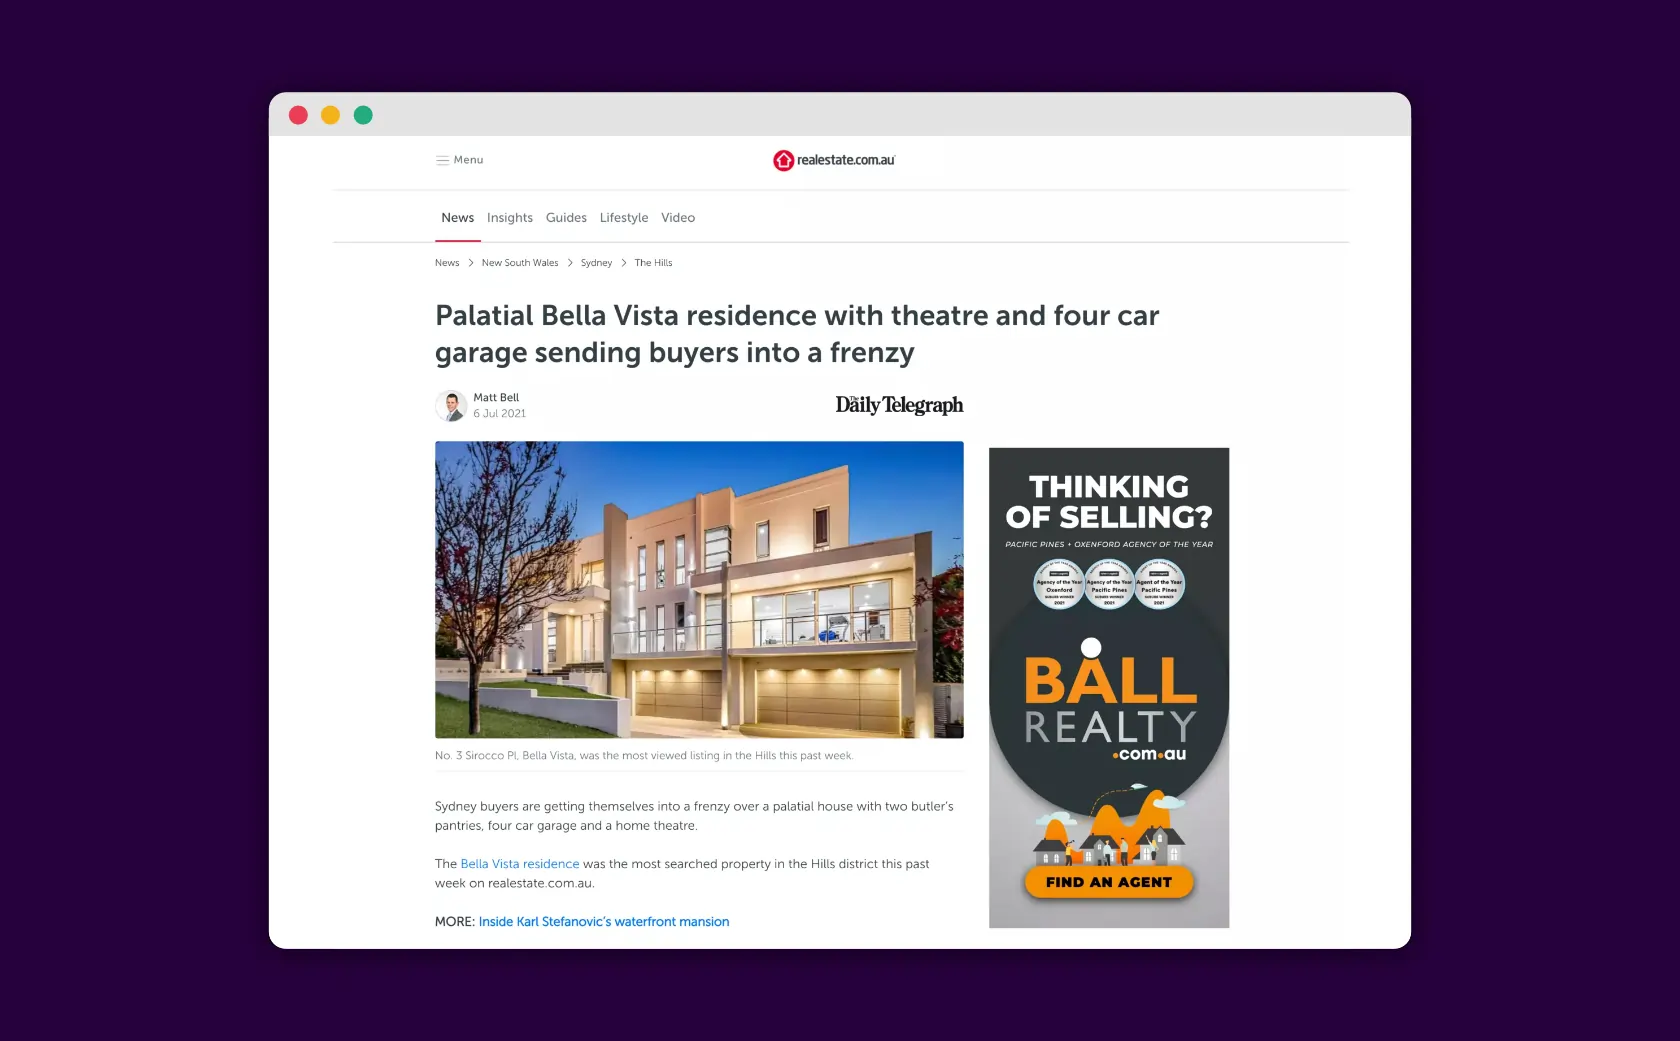 Menu
realestate.com.au
News
Insights
Guides
Lifestyle
Video
News > New South Wales > Sydney > The Hills
Palatial Bella Vista residence with theatre and four car
garage sending buyers into a frenzy
Matt Bell
6 Jul 2021
The Daily Telegraph
No. 3 Sirocco Pl, Bella Vista, was the most viewed listing in the Hills this past week.
Sydney buyers are getting themselves into a frenzy over a palatial house with two butler's
pantries, four car garage and a home theatre.
The Bella Vista residence was the most searched property in the Hills district this past
week on realestate.com.au.
MORE: Inside Karl Stefanovic's waterfront mansion
THINKING
OF SELLING?
PACIFIC PINES + OXENFORD AGENCY OF THE YEAR
Agency of the Year
Oxenford
SUBURB WINNER
2021
Agency of the Year
Pacific Pines
SUBURB WINNER
2021
Agent of the Year
Pacific Pines
SUBURB WINNER
2021
BALL
REALTY
.com.au
FIND AN AGENT